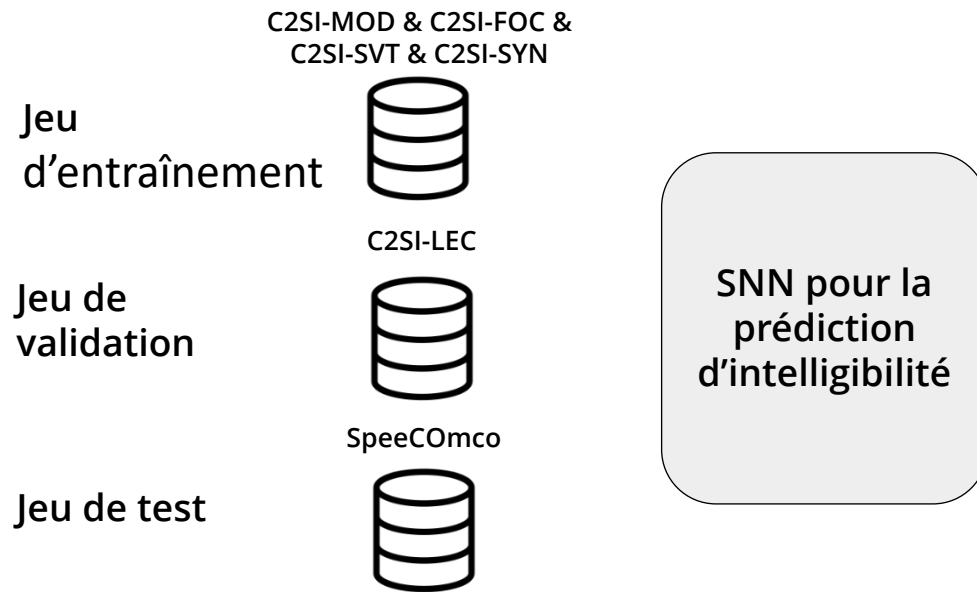 C2SI-MOD & C2SI-FOC &
C2SI-SVT & C2SI-SYN
Jeu
d’entraînement
C2SI-LEC
Jeu de
validation
SpeeCOmco
Jeu de test
SNN pour la
prédiction
d’intelligibilité